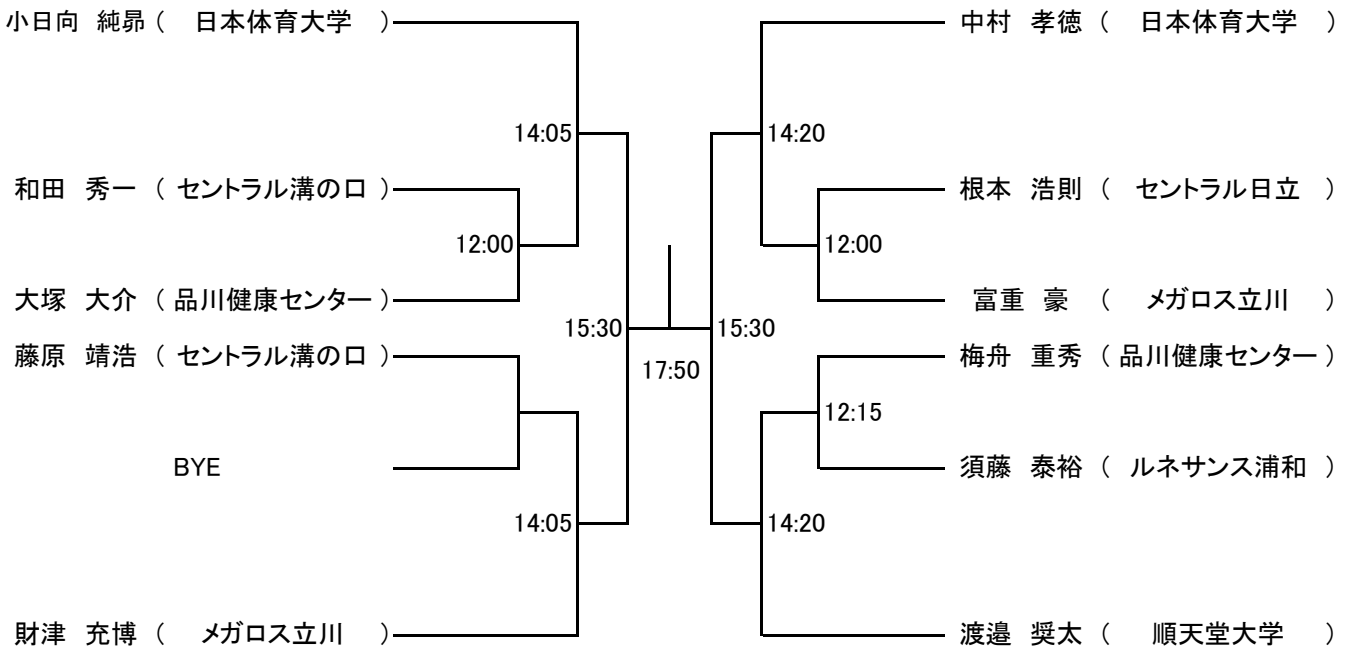 小日向 純昴 ( 日本体育大学 )
14:05
和田 秀一 ( セントラル溝の口 )
12:00
大塚 大介 ( 品川健康センター )
15:30
藤原 靖浩 ( セントラル溝の口 )
BYE
14:05
財津 充博 ( メガロス立川 )
17:50
中村 孝徳 ( 日本体育大学 )
14:20
根本 浩則 ( セントラル日立 )
12:00
富重 豪 ( メガロス立川 )
15:30
梅舟 重秀 ( 品川健康センター )
12:15
須藤 泰裕 ( ルネサンス浦和 )
14:20
渡邉 奨太 ( 順天堂大学 )